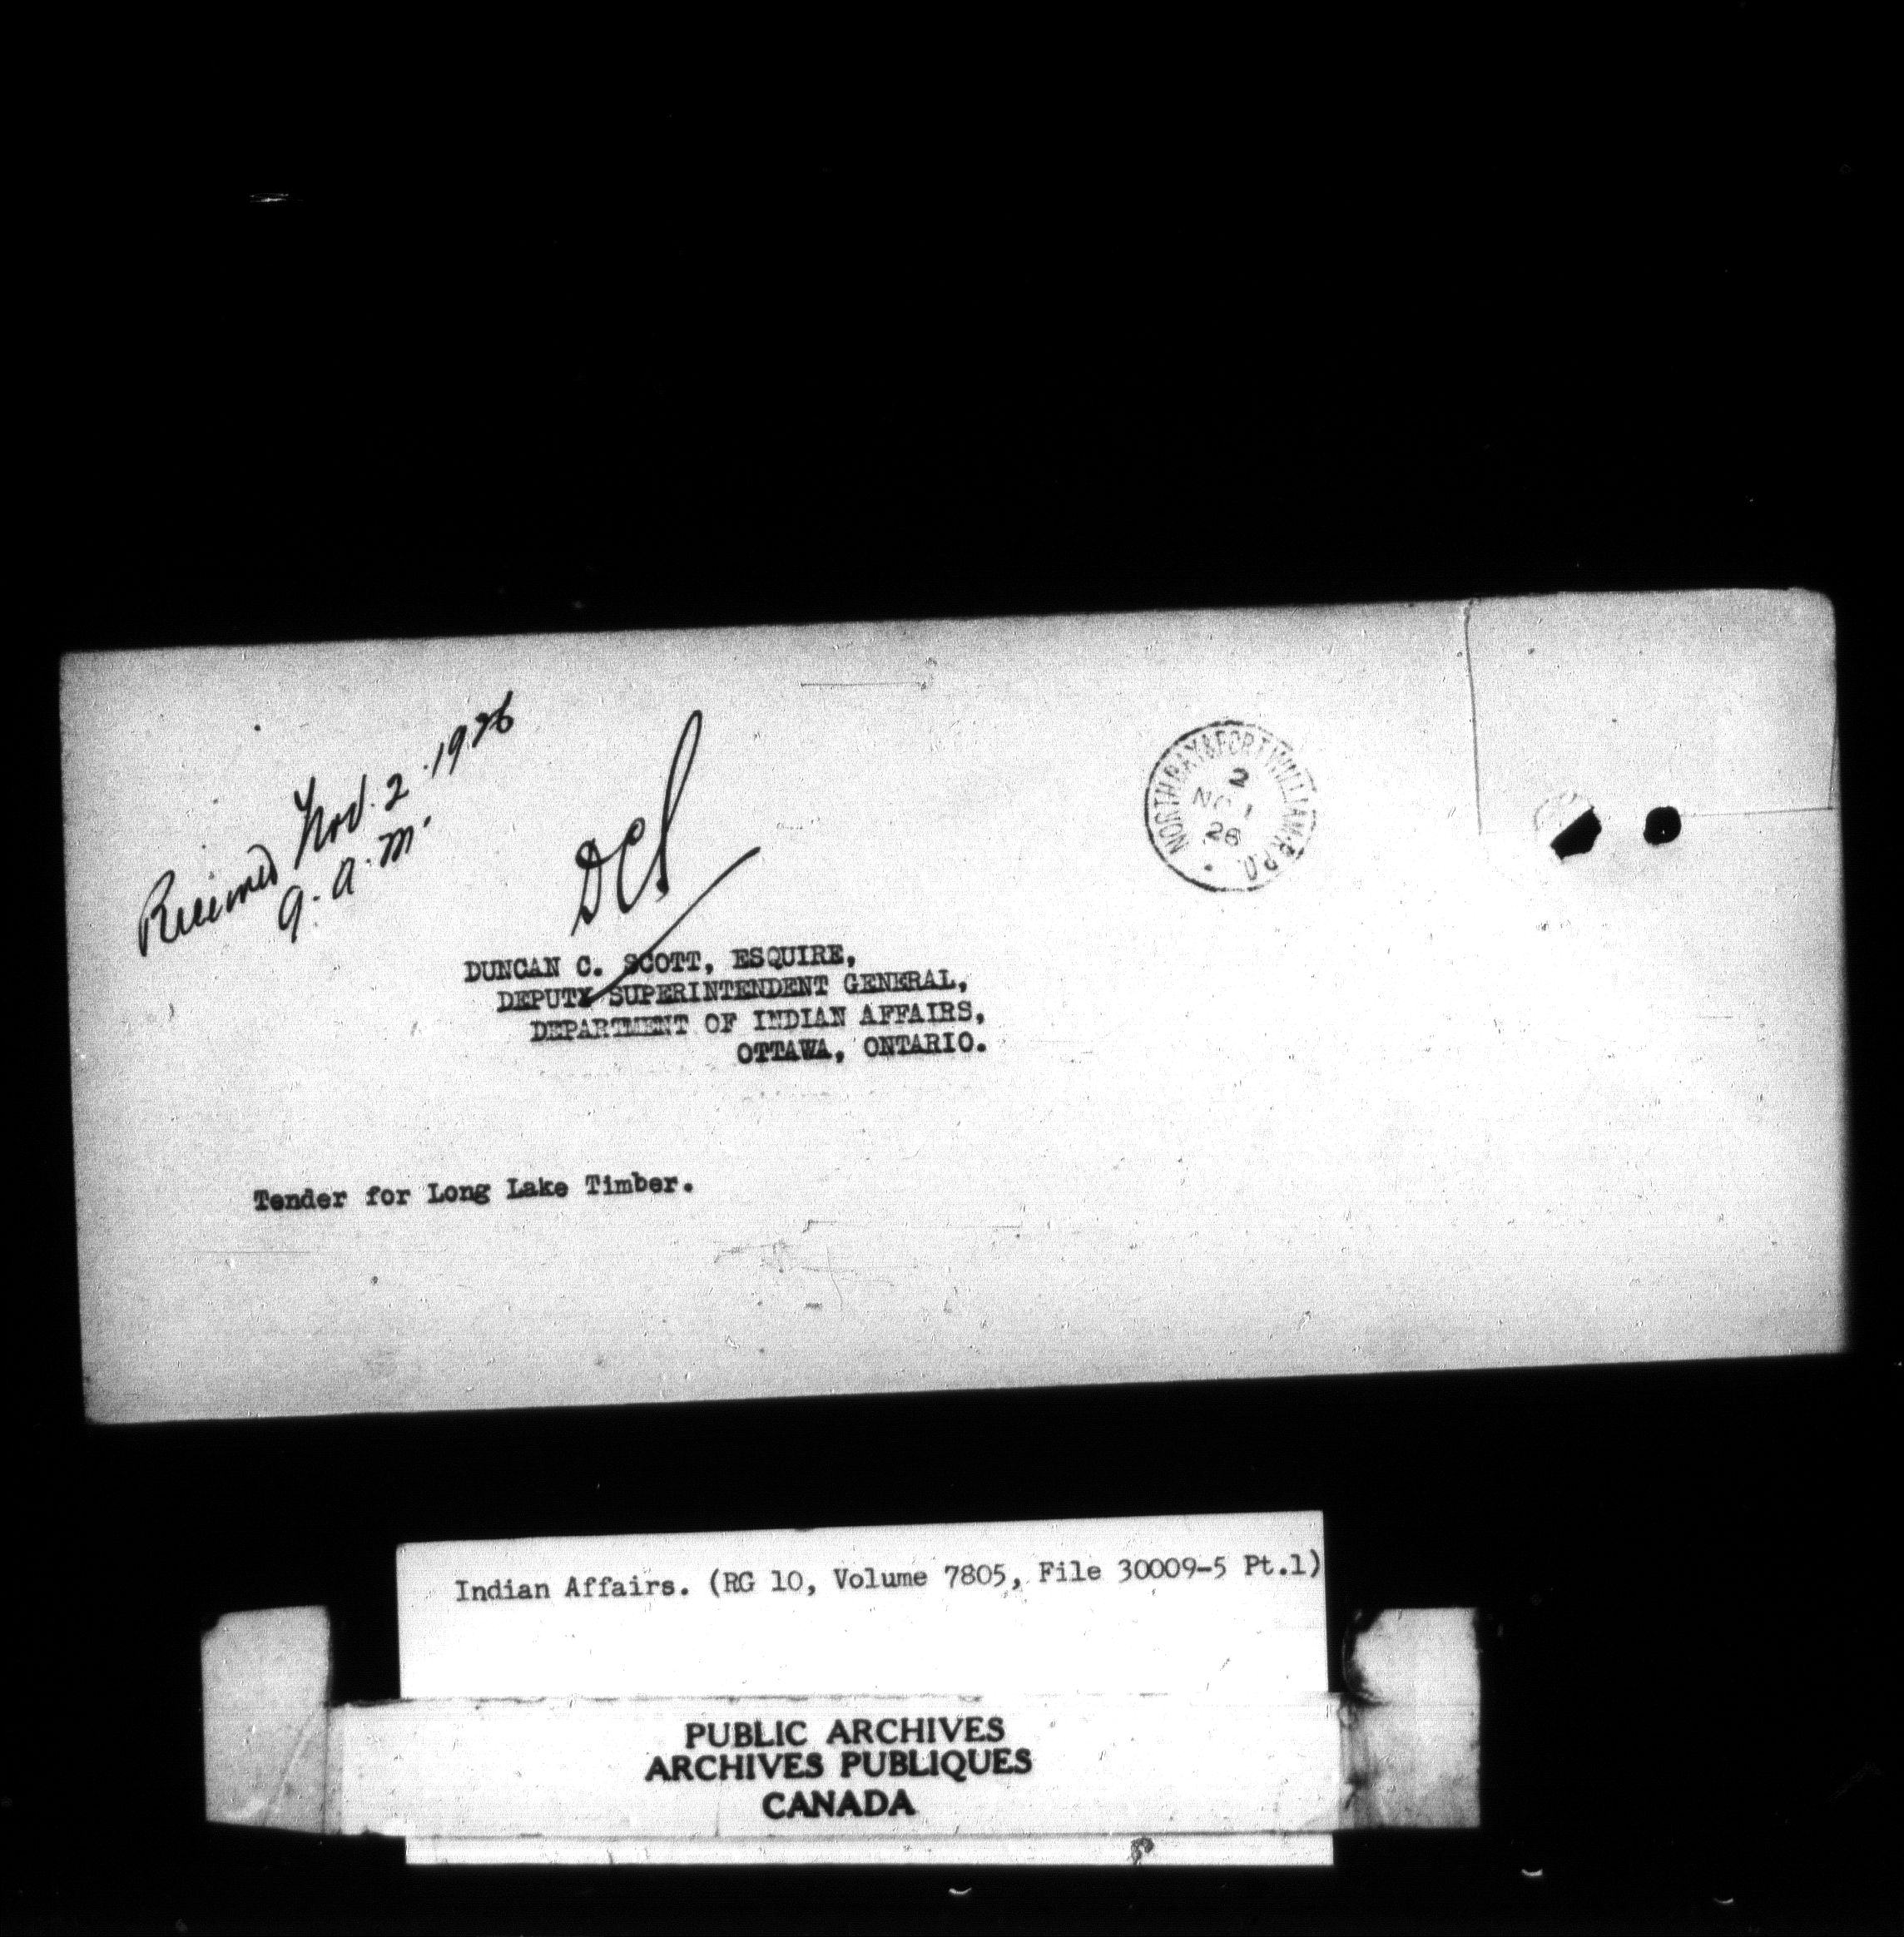 Received Nov. 2. 1926
9. a. m.
DCS
NORTH BAY & FORT WILLIAM. R.P.O.
2
NO 1
26
DUNCAN C. SCOTT, ESQUIRE,
DEPUTY SUPERINTENDENT GENERAL,
DEPARTMENT OF INDIAN AFFAIRS,
OTTAWA, ONTARIO.
Tender for Long Lake Timber.
Indian Affairs. (RG 10, Volume 7805, File 30009-5 Pt.1)
PUBLIC ARCHIVES
ARCHIVES PUBLIQUES
CANADA